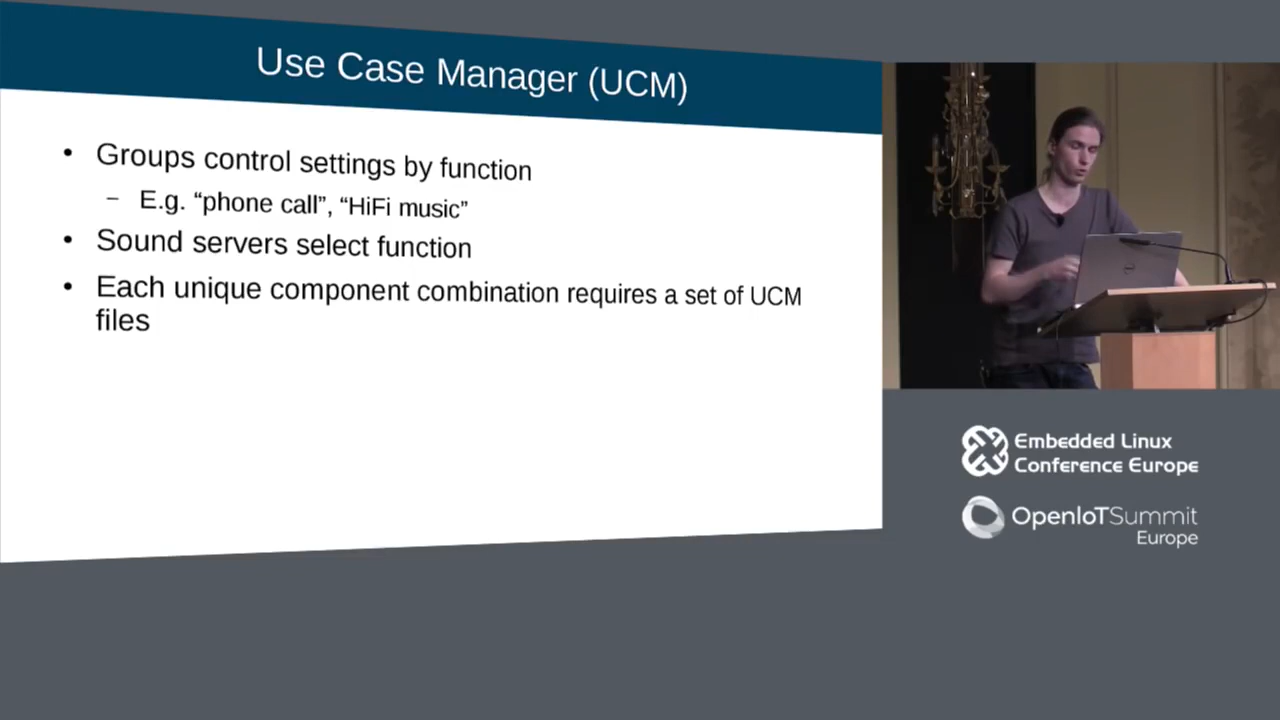 Use Case Manager (UCM)
• Groups control settings by function
– E.g. “phone call”, “HiFi music”
• Sound servers select function
• Each unique component combination requires a set of UCM
files
Embedded Linux
Conference Europe
OpenIoTSummit
Europe